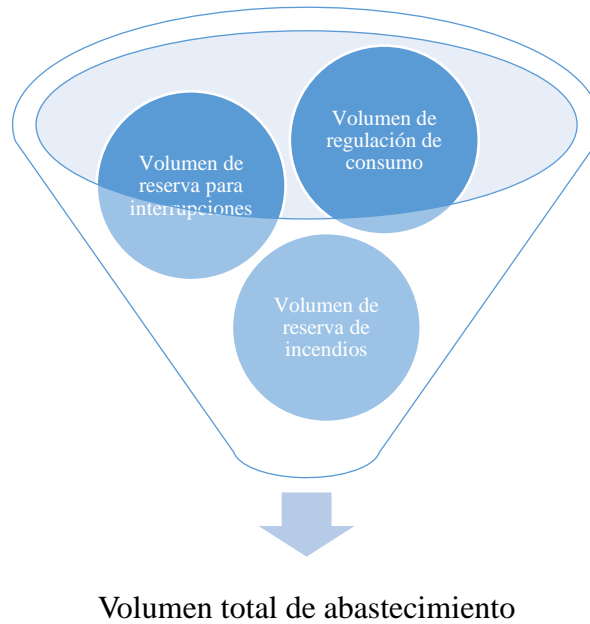 Volumen de
regulación de
consumo
Volumen de
reserva para
interrupciones
Volumen de
reserva de
incendios
Volumen total de abastecimiento